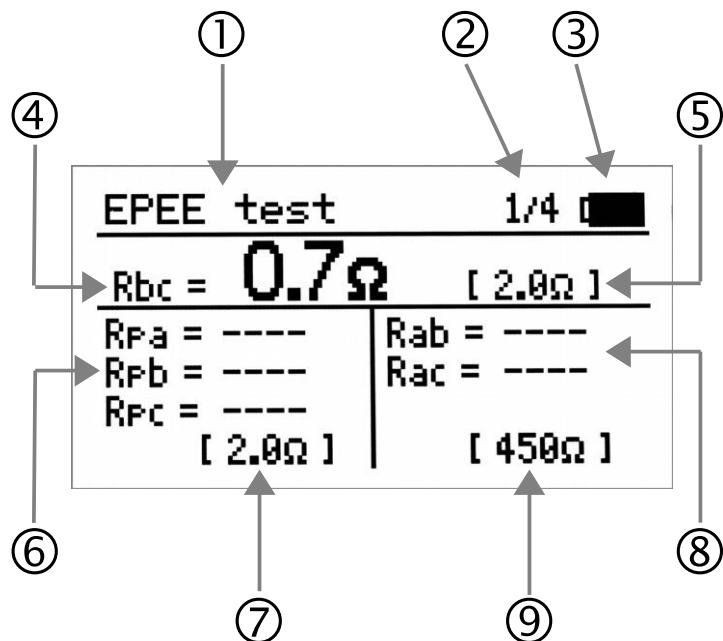 ① ② ③
④ ⑤
EPEE test 1/4
Rbc = 0.7Ω [ 2.0Ω ]
Rpa = ---- Rab = ----
Rpb = ---- Rac = ----
Rpc = ----
[ 2.0Ω ] [ 450Ω ]
⑥ ⑧
⑦ ⑨